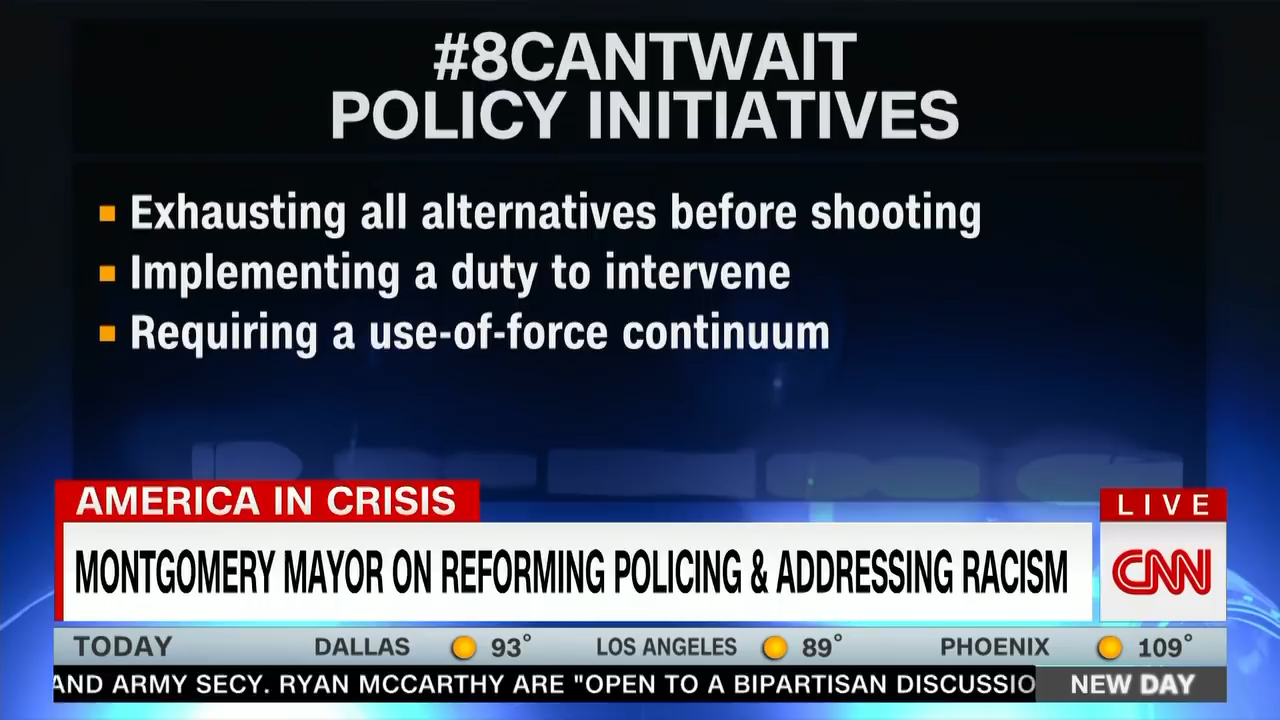 #8CANTWAIT
POLICY INITIATIVES
Exhausting all alternatives before shooting
Implementing a duty to intervene
Requiring a use-of-force continuum
AMERICA IN CRISIS
LIVE
MONTGOMERY MAYOR ON REFORMING POLICING & ADDRESSING RACISM
CNN
TODAY DALLAS 93° LOS ANGELES 89° PHOENIX 109°
AND ARMY SECY. RYAN MCCARTHY ARE "OPEN TO A BIPARTISAN DISCUSSIO
NEW DAY